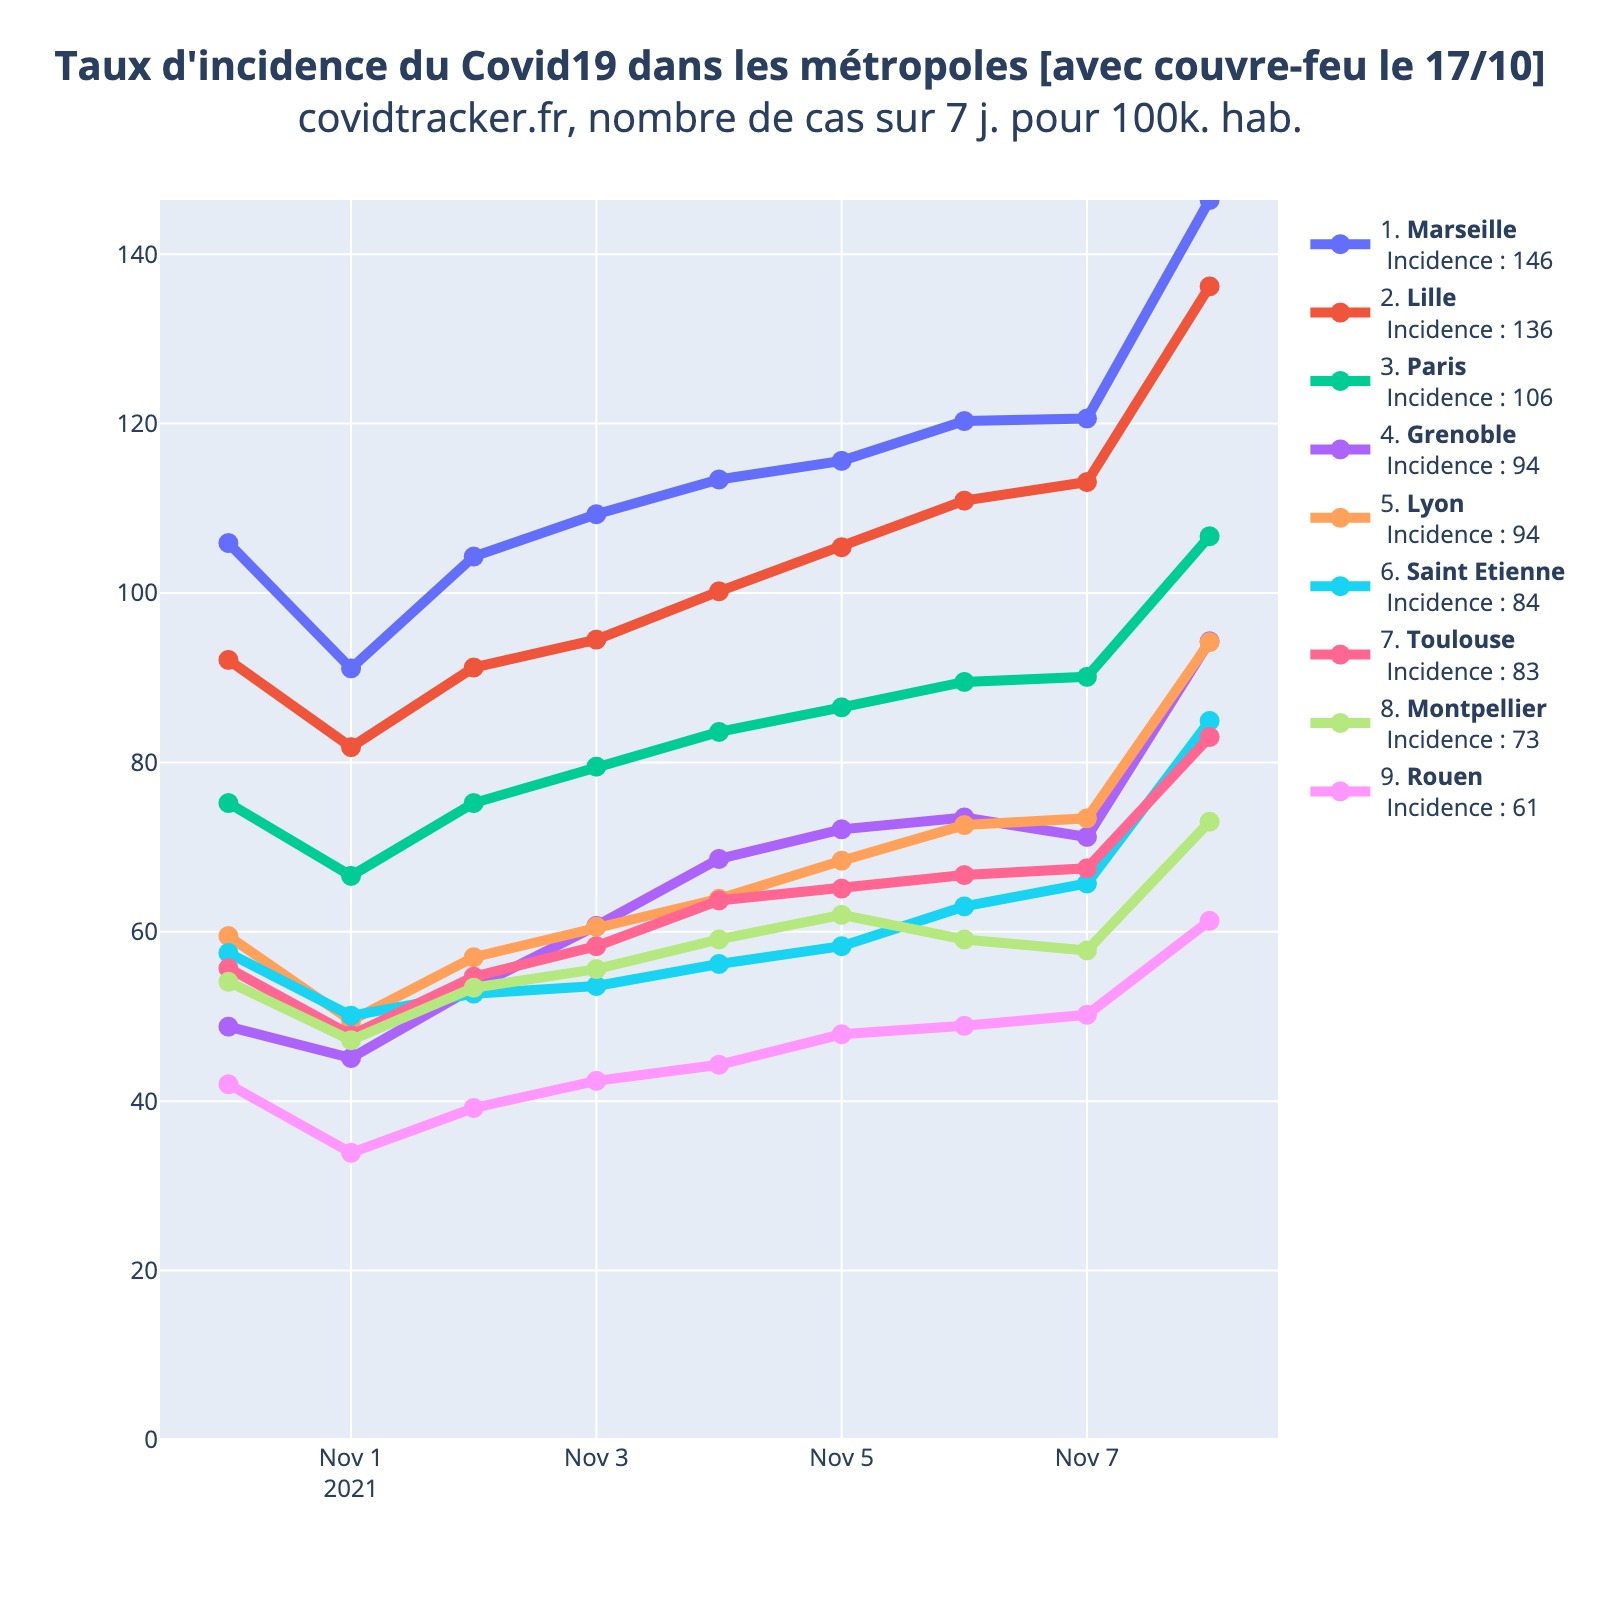 Taux d'incidence du Covid19 dans les métropoles [avec couvre-feu le 17/10]
covidtracker.fr, nombre de cas sur 7 j. pour 100k. hab.
140
120
100
80
60
40
20
0
Nov 1
2021
Nov 3
Nov 5
Nov 7
1. Marseille
Incidence : 146
2. Lille
Incidence : 136
3. Paris
Incidence : 106
4. Grenoble
Incidence : 94
5. Lyon
Incidence : 94
6. Saint Etienne
Incidence : 84
7. Toulouse
Incidence : 83
8. Montpellier
Incidence : 73
9. Rouen
Incidence : 61